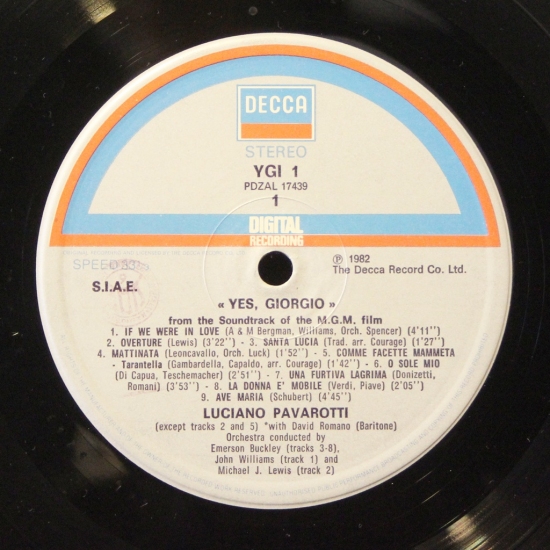 DECCA
STEREO
YGI 1
PDZAL 17439
1
DIGITAL
RECORDING
SPEED 33
℗ 1982
The Decca Record Co. Ltd.
S.I.A.E.
« YES, GIORGIO »
from the Soundtrack of the M.G.M. film
1. IF WE WERE IN LOVE (A & M Bergman, Williams, Orch. Spencer) (4'11'')
2. OVERTURE (Lewis) (3'22'') - 3. SANTA LUCIA (Trad. arr. Courage) (1'27'')
4. MATTINATA (Leoncavallo, Orch. Luck) (1'52'') - 5. COMME FACETTE MAMMETA
- Tarantella (Gambardella, Capaldo, arr. Courage) (1'42'') - 6. O SOLE MIO
(Di Capua, Teschemacher) (2'51'') - 7. UNA FURTIVA LAGRIMA (Donizetti,
Romani) (3'53'') - 8. LA DONNA E' MOBILE (Verdi, Piave) (2'05'')
9. AVE MARIA (Schubert) (4'45'')
LUCIANO PAVAROTTI
(except tracks 2 and 5) *with David Romano (Baritone)
Orchestra conducted by
Emerson Buckley (tracks 3-8),
John Williams (track 1) and
Michael J. Lewis (track 2)